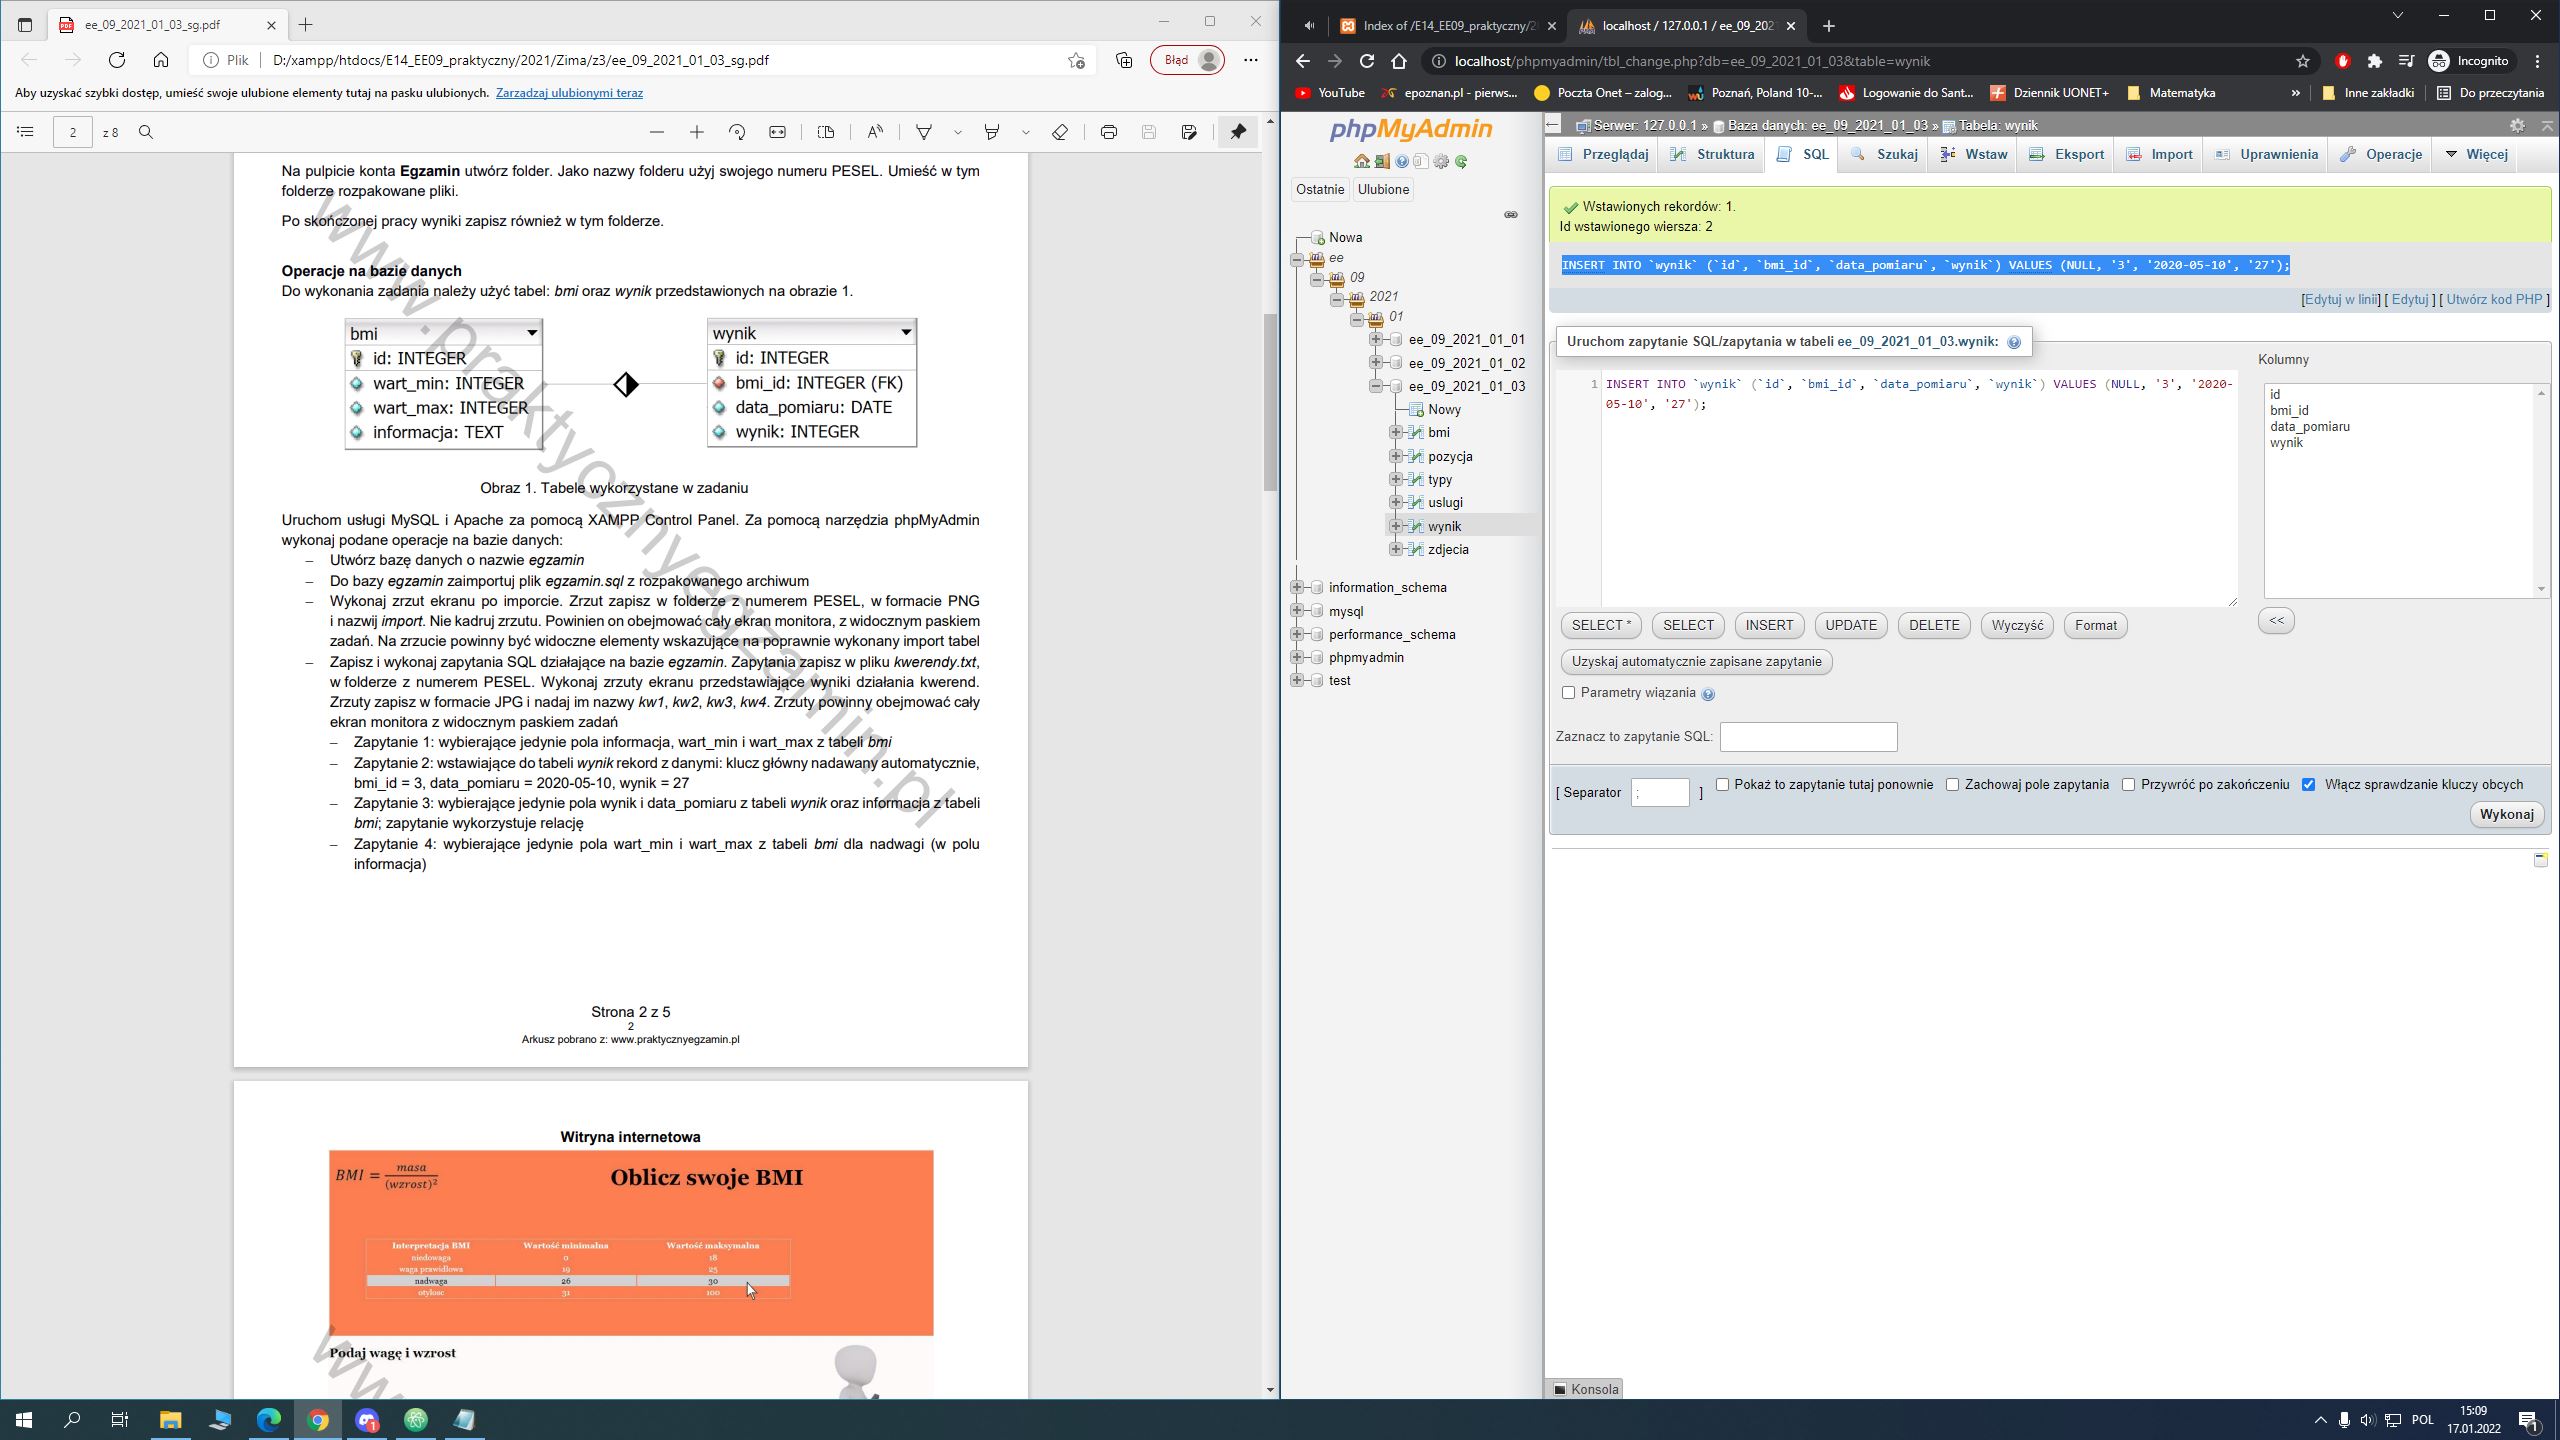 ee_09_2021_01_03_sg.pdf
Plik
D:/xampp/htdocs/E14_EE09_praktyczny/2021/Zima/z3/ee_09_2021_01_03_sg.pdf
Błąd
Aby uzyskać szybki dostęp, umieść swoje ulubione elementy tutaj na pasku ulubionych. Zarzadzaj ulubionymi teraz
2 z 8
Na pulpicie konta Egzamin utwórz folder. Jako nazwy folderu użyj swojego numeru PESEL. Umieść w tym
folderze rozpakowane pliki.
Po skończonej pracy wyniki zapisz również w tym folderze.
Operacje na bazie danych
Do wykonania zadania należy użyć tabel: bmi oraz wynik przedstawionych na obrazie 1.
bmi
id: INTEGER
wart_min: INTEGER
wart_max: INTEGER
informacja: TEXT
wynik
id: INTEGER
bmi_id: INTEGER (FK)
data_pomiaru: DATE
wynik: INTEGER
Obraz 1. Tabele wykorzystane w zadaniu
Uruchom usługi MySQL i Apache za pomocą XAMPP Control Panel. Za pomocą narzędzia phpMyAdmin
wykonaj podane operacje na bazie danych:
– Utwórz bazę danych o nazwie egzamin
– Do bazy egzamin zaimportuj plik egzamin.sql z rozpakowanego archiwum
– Wykonaj zrzut ekranu po imporcie. Zrzut zapisz w folderze z numerem PESEL, w formacie PNG
i nazwij import. Nie kadruj zrzutu. Powinien on obejmować cały ekran monitora, z widocznym paskiem
zadań. Na zrzucie powinny być widoczne elementy wskazujące na poprawnie wykonany import tabel
– Zapisz i wykonaj zapytania SQL działające na bazie egzamin. Zapytania zapisz w pliku kwerendy.txt,
w folderze z numerem PESEL. Wykonaj zrzuty ekranu przedstawiające wyniki działania kwerend.
Zrzuty zapisz w formacie JPG i nadaj im nazwy kw1, kw2, kw3, kw4. Zrzuty powinny obejmować cały
ekran monitora z widocznym paskiem zadań
– Zapytanie 1: wybierające jedynie pola informacja, wart_min i wart_max z tabeli bmi
– Zapytanie 2: wstawiające do tabeli wynik rekord z danymi: klucz główny nadawany automatycznie,
bmi_id = 3, data_pomiaru = 2020-05-10, wynik = 27
– Zapytanie 3: wybierające jedynie pola wynik i data_pomiaru z tabeli wynik oraz informacja z tabeli
bmi; zapytanie wykorzystuje relację
– Zapytanie 4: wybierające jedynie pola wart_min i wart_max z tabeli bmi dla nadwagi (w polu
informacja)
www.praktycznyegzamin.pl
Strona 2 z 5
2
Arkusz pobrano z: www.praktycznyegzamin.pl
Witryna internetowa
BMI = masa / (wzrost)²
Oblicz swoje BMI
Interpretacja BMI Wartość minimalna Wartość maksymalna
niedowaga 0 18
waga prawidlowa 19 25
nadwaga 26 30
otylosc 31 100
Podaj wagę i wzrost
www.
Index of /E14_EE09_praktyczny/2
localhost / 127.0.0.1 / ee_09_202
localhost/phpmyadmin/tbl_change.php?db=ee_09_2021_01_03&table=wynik
Incognito
YouTube
epoznan.pl - pierws...
Poczta Onet – zalog...
Poznań, Poland 10-...
Logowanie do Sant...
Dziennik UONET+
Matematyka
»
Inne zakładki
Do przeczytania
phpMyAdmin
Ostatnie Ulubione
Nowa
ee
09
2021
01
ee_09_2021_01_01
ee_09_2021_01_02
ee_09_2021_01_03
Nowy
bmi
pozycja
typy
uslugi
wynik
zdjecia
information_schema
mysql
performance_schema
phpmyadmin
test
Serwer: 127.0.0.1 » Baza danych: ee_09_2021_01_03 » Tabela: wynik
Przeglądaj Struktura SQL Szukaj Wstaw Eksport Import Uprawnienia Operacje Więcej
Wstawionych rekordów: 1.
Id wstawionego wiersza: 2
INSERT INTO `wynik` (`id`, `bmi_id`, `data_pomiaru`, `wynik`) VALUES (NULL, '3', '2020-05-10', '27');
[Edytuj w linii] [ Edytuj ] [ Utwórz kod PHP ]
Uruchom zapytanie SQL/zapytania w tabeli ee_09_2021_01_03.wynik:
1 INSERT INTO `wynik` (`id`, `bmi_id`, `data_pomiaru`, `wynik`) VALUES (NULL, '3', '2020-
05-10', '27');
Kolumny
id
bmi_id
data_pomiaru
wynik
<<
SELECT * SELECT INSERT UPDATE DELETE Wyczyść Format
Uzyskaj automatycznie zapisane zapytanie
Parametry wiązania
Zaznacz to zapytanie SQL:
[ Separator ; ] Pokaż to zapytanie tutaj ponownie Zachowaj pole zapytania Przywróć po zakończeniu Włącz sprawdzanie kluczy obcych
Wykonaj
Konsola
1
POL
15:09
17.01.2022
1